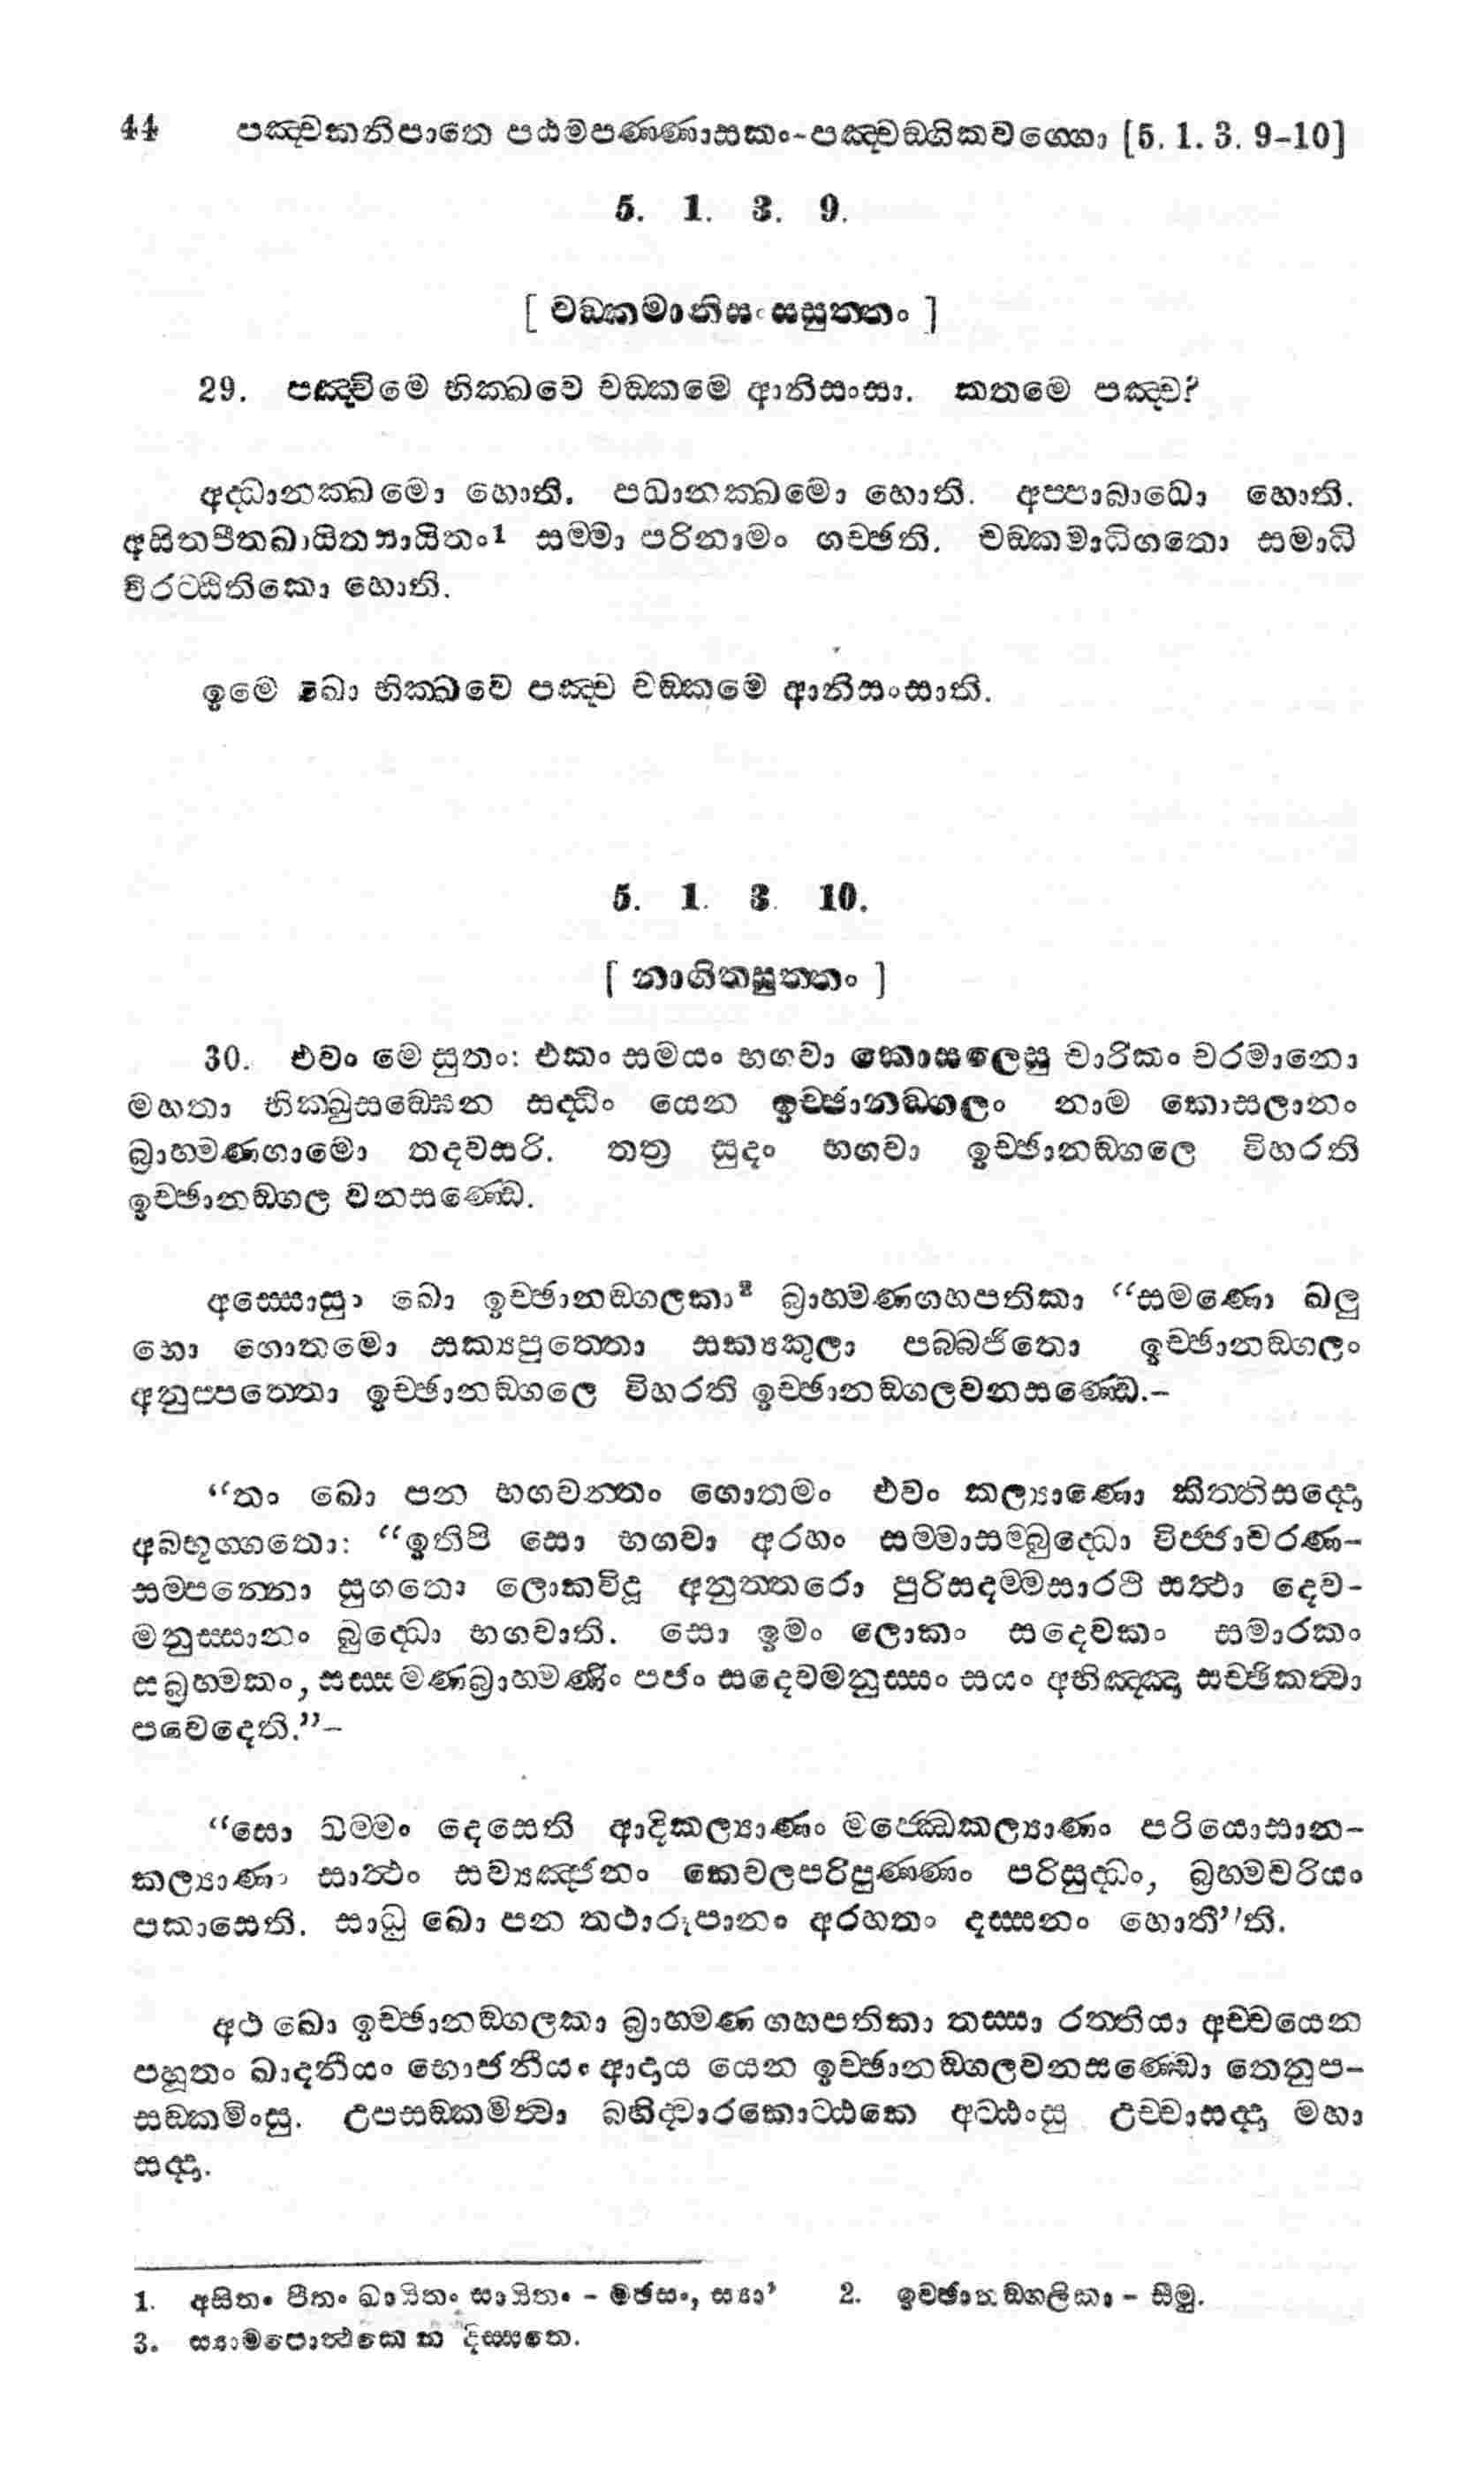 44 පඤ්චකනිපාතෙ පඨමපණ්ණාසකං-පඤ්චඞ්ගිකවග්ගො [5. 1. 3. 9-10]
5. 1. 3. 9.
[ චඞ්කමානිසංසසුත්තං ]
29. පඤ්චිමෙ භික්ඛවෙ චඞ්කමෙ ආනිසංසා. කතමෙ පඤ්ච?
අද්ධානක්ඛමො හොති. පධානක්ඛමො හොති. අප්පාබාධො හොති.
අසිතපීතඛායිතසායිතං1 සම්මා පරිනාමං ගච්ඡති. චඞ්කමාධිගතො සමාධි
චිරට්ඨිතිකො හොති.
ඉමෙ ඛො භික්ඛවෙ පඤ්ච චඞ්කමෙ ආනිසංසාති.
5. 1. 3. 10.
[ නාගිතසුත්තං ]
30. එවං මෙ සුතං: එකං සමයං භගවා කොසලෙසු චාරිකං චරමානො
මහතා භික්ඛුසඞ්ඝෙන සද්ධිං යෙන ඉච්ඡානඞ්ගලං නාම කොසලානං
බ්‍රාහ්මණගාමො තදවසරි. තත්‍ර සුදං භගවා ඉච්ඡානඞ්ගලෙ විහරති
ඉච්ඡානඞ්ගල වනසණ්ඩෙ.
අස්සොසුං ඛො ඉච්ඡානඞ්ගලකා2 බ්‍රාහ්මණගහපතිකා “සමණො ඛලු
භො ගොතමො සක්‍යපුත්තො සක්‍යකුලා පබ්බජිතො ඉච්ඡානඞ්ගලං
අනුප්පත්තො ඉච්ඡානඞ්ගලෙ විහරති ඉච්ඡානඞ්ගලවනසණ්ඩෙ.-
“තං ඛො පන භගවන්තං ගොතමං එවං කල්‍යාණො කිත්තිසද්දො
අබ්භූග්ගතො: “ඉතිපි සො භගවා අරහං සම්මාසම්බුද්ධො විජ්ජාචරණ-
සම්පන්නො සුගතො ලොකවිදූ අනුත්තරො පුරිසදම්මසාරථි සත්ථා දෙව-
මනුස්සානං බුද්ධො භගවාති. සො ඉමං ලොකං සදෙවකං සමාරකං
සබ්‍රහ්මකං, සස්සමණබ්‍රාහ්මණිං පජං සදෙවමනුස්සං සයං අභිඤ්ඤා සච්ඡිකත්වා
පවෙදෙති.”-
“සො ධම්මං දෙසෙති ආදිකල්‍යාණං මජ්ඣෙකල්‍යාණං පරියොසාන-
කල්‍යාණං සාත්ථං සව්‍යඤ්ජනං කෙවලපරිපුණ්ණං පරිසුද්ධං, බ්‍රහ්මචරියං
පකාසෙති. සාධු ඛො පන තථාරූපානං අරහතං දස්සනං හොතී”ති.
අථ ඛො ඉච්ඡානඞ්ගලකා බ්‍රාහ්මණ ගහපතිකා තස්සා රත්තියා අච්චයෙන
පහූතං ඛාදනීයං භොජනීයං ආදාය යෙන ඉච්ඡානඞ්ගලවනසණ්ඩො තෙනුප-
සඞ්කමිංසු. උපසඞ්කමිත්වා බහිද්වාරකොට්ඨකෙ අට්ඨංසු උච්චාසද්දා මහා
සද්දා.
1. අසිතං පීතං ඛායිතං සායිතං - මඡසං, ස්‍යා’ 2. ඉච්ඡානඞ්ගලිකා - සීමු.
3. ස්‍යාමපොත්ථකෙ න දිස්සතෙ.